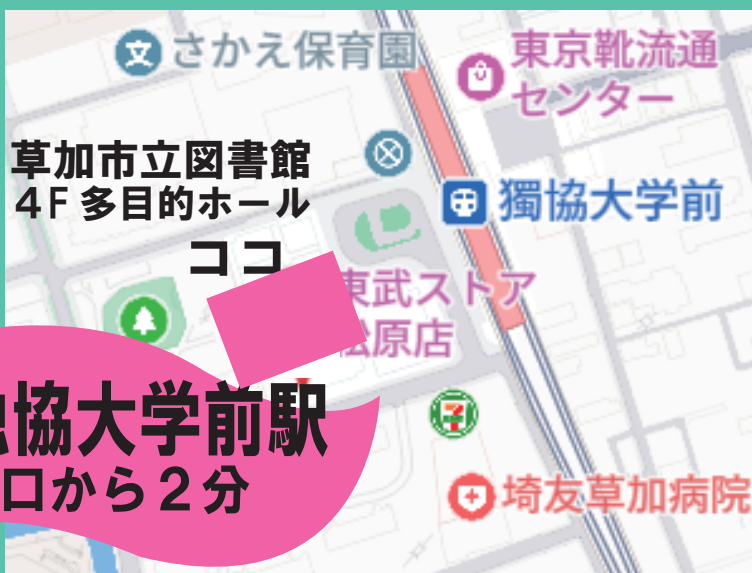 さかえ保育園
東京靴流通
センター
草加市立図書館
4F 多目的ホール
ココ
獨協大学前
東武ストア
松原店
協大学前駅
口から2分
埼友草加病院